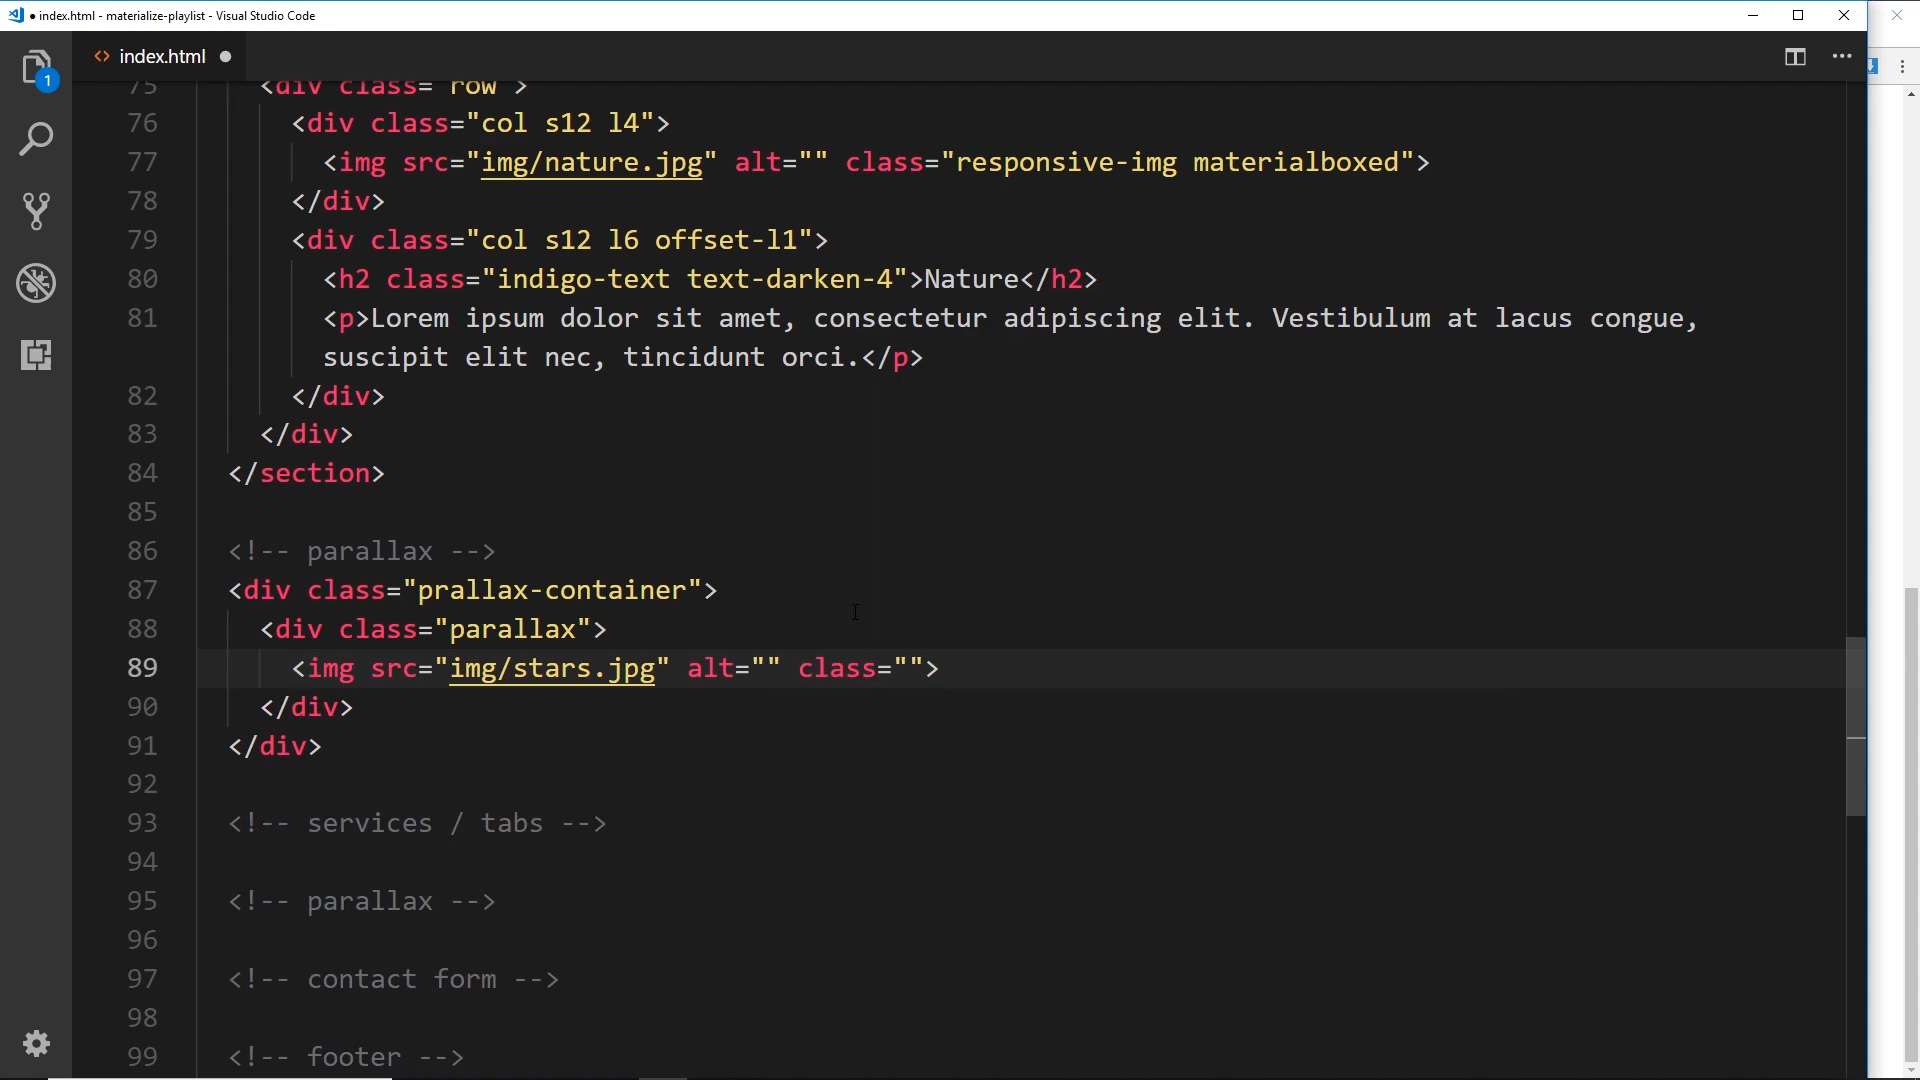 ● index.html - materialize-playlist - Visual Studio Code
1
<> index.html ●
75 <div class="row">
76 <div class="col s12 l4">
77 <img src="img/nature.jpg" alt="" class="responsive-img materialboxed">
78 </div>
79 <div class="col s12 l6 offset-l1">
80 <h2 class="indigo-text text-darken-4">Nature</h2>
81 <p>Lorem ipsum dolor sit amet, consectetur adipiscing elit. Vestibulum at lacus congue,
suscipit elit nec, tincidunt orci.</p>
82 </div>
83 </div>
84 </section>
85
86 <!-- parallax -->
87 <div class="prallax-container">
88 <div class="parallax">
89 <img src="img/stars.jpg" alt="" class="">
90 </div>
91 </div>
92
93 <!-- services / tabs -->
94
95 <!-- parallax -->
96
97 <!-- contact form -->
98
99 <!-- footer -->